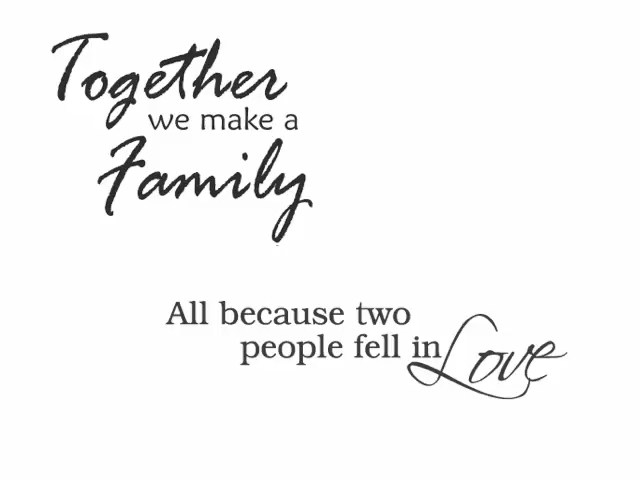 Together
we make a
Family
All because two
people fell in Love